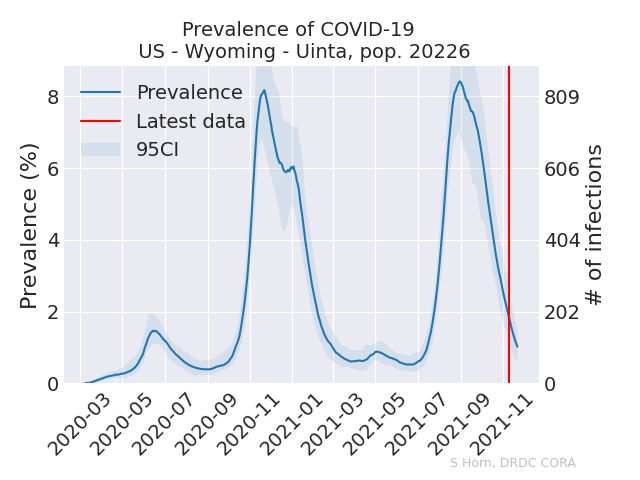 Prevalence of COVID-19
US - Wyoming - Uinta, pop. 20226
Prevalence
Latest data
95CI
Prevalence (%)
8
6
4
2
0
809
606
404
202
0
# of infections
2020-03
2020-05
2020-07
2020-09
2020-11
2021-01
2021-03
2021-05
2021-07
2021-09
2021-11
S Horn, DRDC CORA